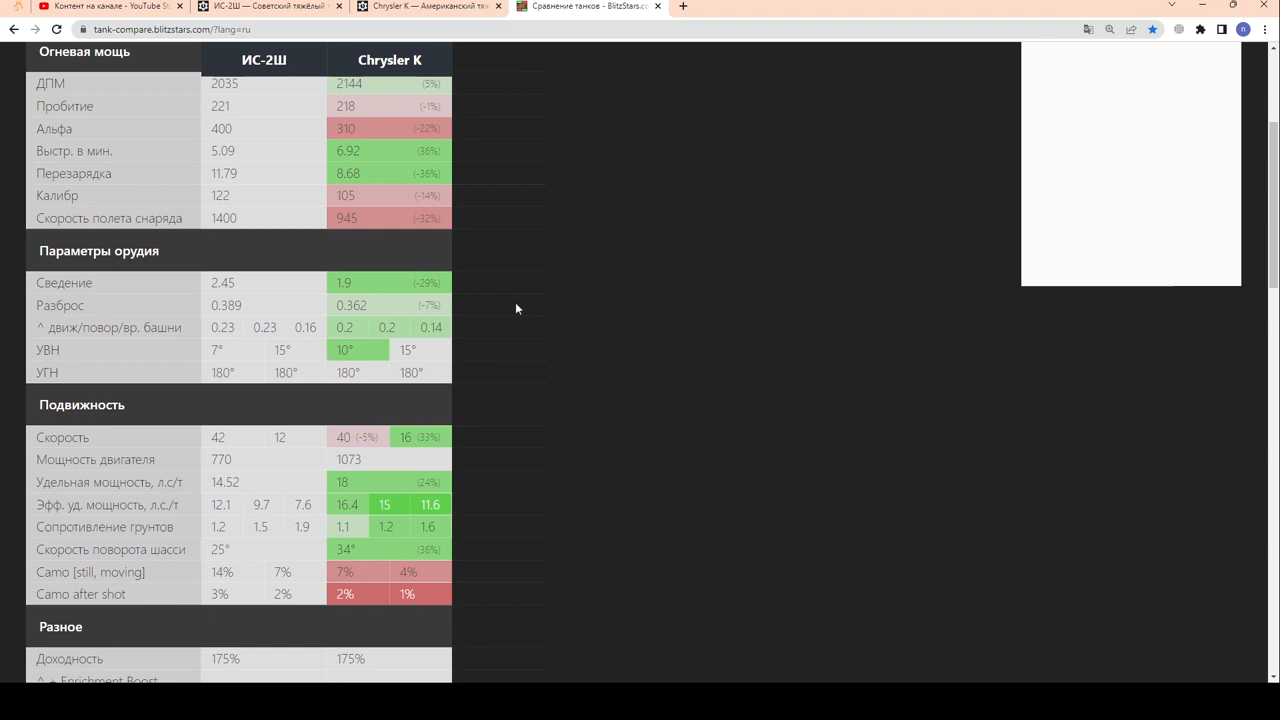 Контент на канале - YouTube S
ИС-2Ш — Советский тяжёлый т
Chrysler K — Американский тяж
Сравнение танков - BlitzStars.co
tank-compare.blitzstars.com/?lang=ru
n
Огневая мощь ИС-2Ш Chrysler K
ДПМ 2035 2144 (5%)
Пробитие 221 218 (-1%)
Альфа 400 310 (-22%)
Выстр. в мин. 5.09 6.92 (36%)
Перезарядка 11.79 8.68 (-36%)
Калибр 122 105 (-14%)
Скорость полета снаряда 1400 945 (-32%)
Параметры орудия
Сведение 2.45 1.9 (-29%)
Разброс 0.389 0.362 (-7%)
^ движ/повор/вр. башни 0.23 0.23 0.16 0.2 0.2 0.14
УВН 7° 15° 10° 15°
УГН 180° 180° 180° 180°
Подвижность
Скорость 42 12 40 (-5%) 16 (33%)
Мощность двигателя 770 1073
Удельная мощность, л.с/т 14.52 18 (24%)
Эфф. уд. мощность, л.с./т 12.1 9.7 7.6 16.4 15 11.6
Сопротивление грунтов 1.2 1.5 1.9 1.1 1.2 1.6
Скорость поворота шасси 25° 34° (36%)
Camo [still, moving] 14% 7% 7% 4%
Camo after shot 3% 2% 2% 1%
Разное
Доходность 175% 175%
^ + Enrichment Boost